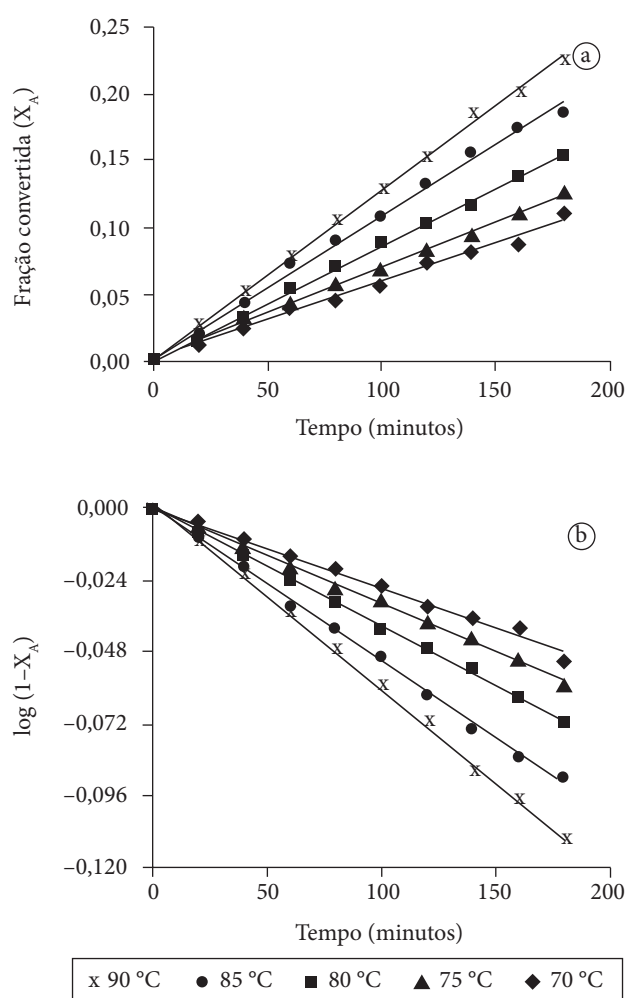 0,25
0,20
0,15
0,10
0,05
0,00
Fração convertida (X_A)
a
0 50 100 150 200
Tempo (minutos)
0,000
–0,024
–0,048
–0,072
–0,096
–0,120
log (1–X_A)
b
0 50 100 150 200
Tempo (minutos)
x 90 °C ● 85 °C ■ 80 °C ▲ 75 °C ◆ 70 °C